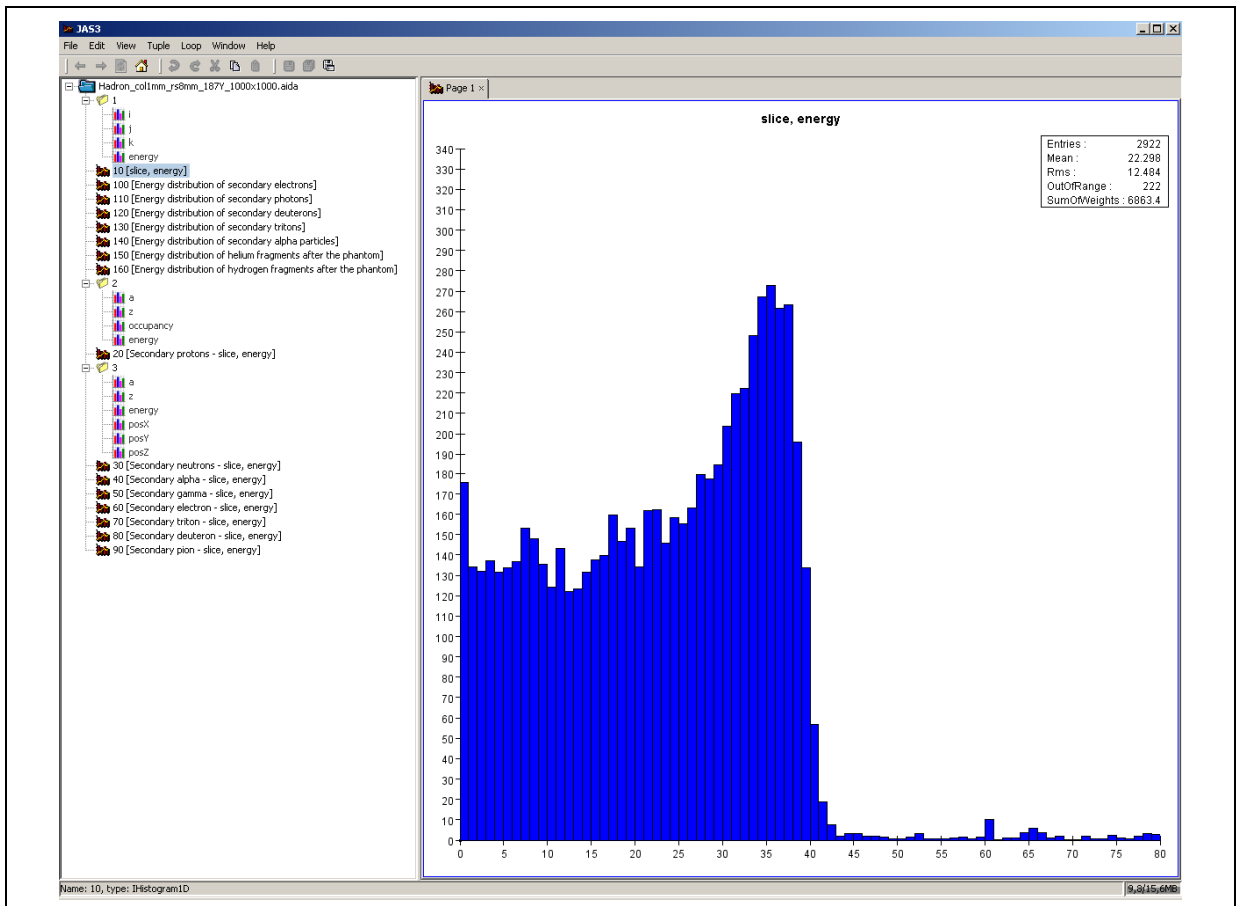 JAS3
File Edit View Tuple Loop Window Help
Hadron_col1mm_rs8mm_187Y_1000x1000.aida
1
i
j
k
energy
10 [slice, energy]
100 [Energy distribution of secondary electrons]
110 [Energy distribution of secondary photons]
120 [Energy distribution of secondary deuterons]
130 [Energy distribution of secondary tritons]
140 [Energy distribution of secondary alpha particles]
150 [Energy distribution of helium fragments after the phantom]
160 [Energy distribution of hydrogen fragments after the phantom]
2
a
z
occupancy
energy
20 [Secondary protons - slice, energy]
3
a
z
energy
posX
posY
posZ
30 [Secondary neutrons - slice, energy]
40 [Secondary alpha - slice, energy]
50 [Secondary gamma - slice, energy]
60 [Secondary electron - slice, energy]
70 [Secondary triton - slice, energy]
80 [Secondary deuteron - slice, energy]
90 [Secondary pion - slice, energy]
Page 1 ×
slice, energy
Entries : 2922
Mean : 22.298
Rms : 12.484
OutOfRange : 222
SumOfWeights : 6863.4
340
330
320
310
300
290
280
270
260
250
240
230
220
210
200
190
180
170
160
150
140
130
120
110
100
90
80
70
60
50
40
30
20
10
0
0 5 10 15 20 25 30 35 40 45 50 55 60 65 70 75 80
Name: 10, type: IHistogram1D
9,8/15,6MB